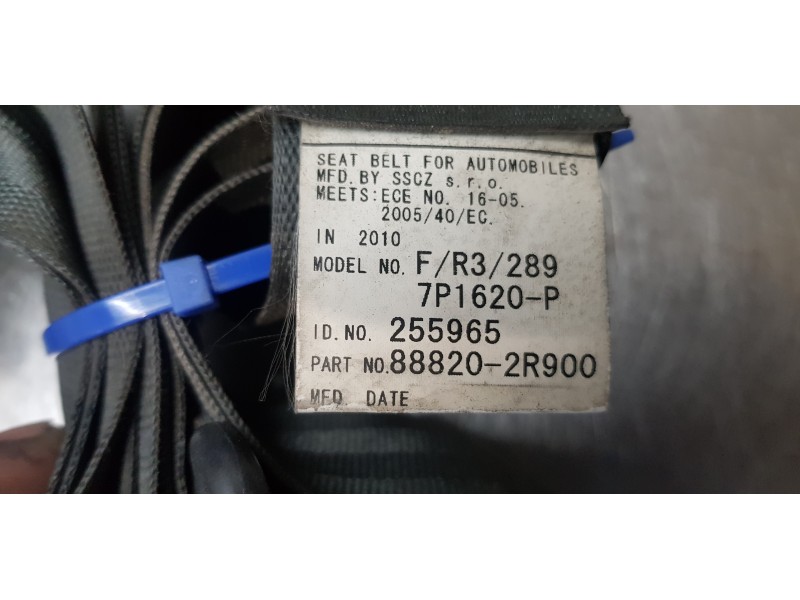 SEAT BELT FOR AUTOMOBILES
MFD. BY SSCZ s.r.o.
MEETS:ECE NO. 16-05.
2005/40/EC.
IN 2010
MODEL NO. F/R3/289
7P1620-P
ID.NO. 255965
PART NO.88820-2R900
MFD. DATE